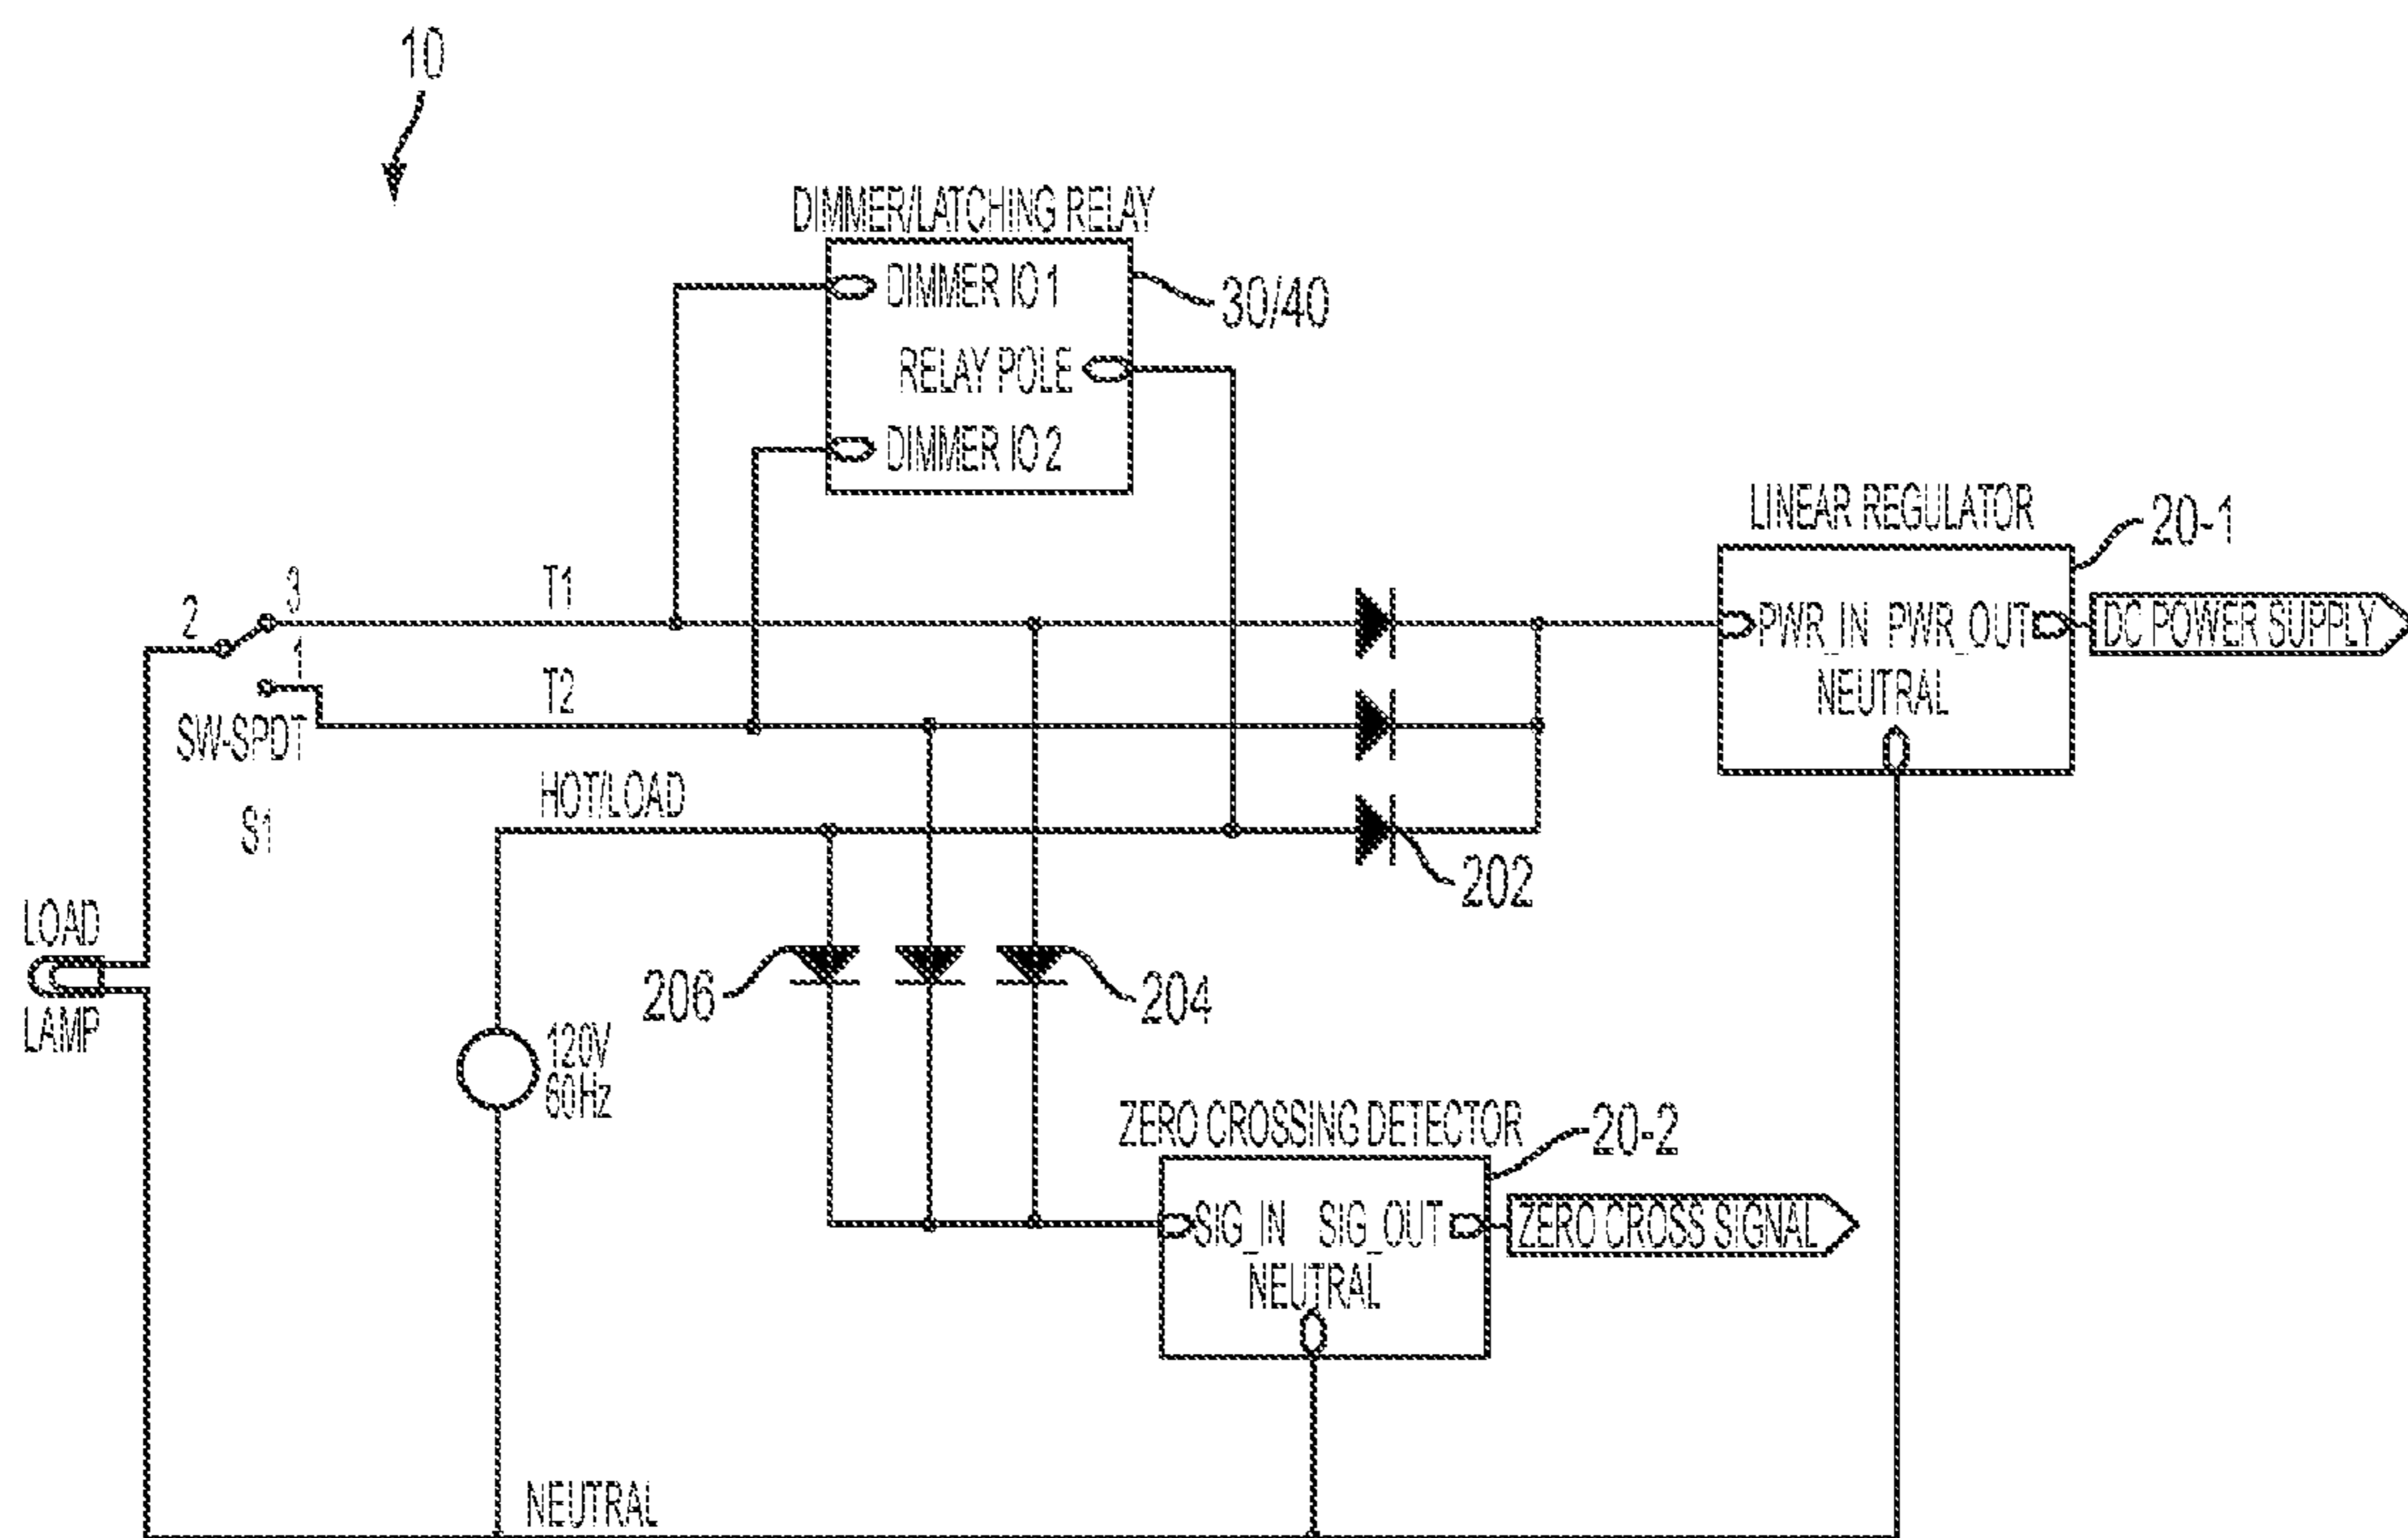 10
DIMMER/LATCHING RELAY
DIMMER IO 1
30/40
RELAY POLE
DIMMER IO 2
LINEAR REGULATOR
20-1
T1
3
2
PWR_IN PWR_OUT
DC POWER SUPPLY
1
NEUTRAL
T2
SW-SPDT
HOT/LOAD
S1
202
LOAD
LAMP
206
204
120V
60Hz
ZERO CROSSING DETECTOR
20-2
SIG_IN SIG_OUT
ZERO CROSS SIGNAL
NEUTRAL
NEUTRAL